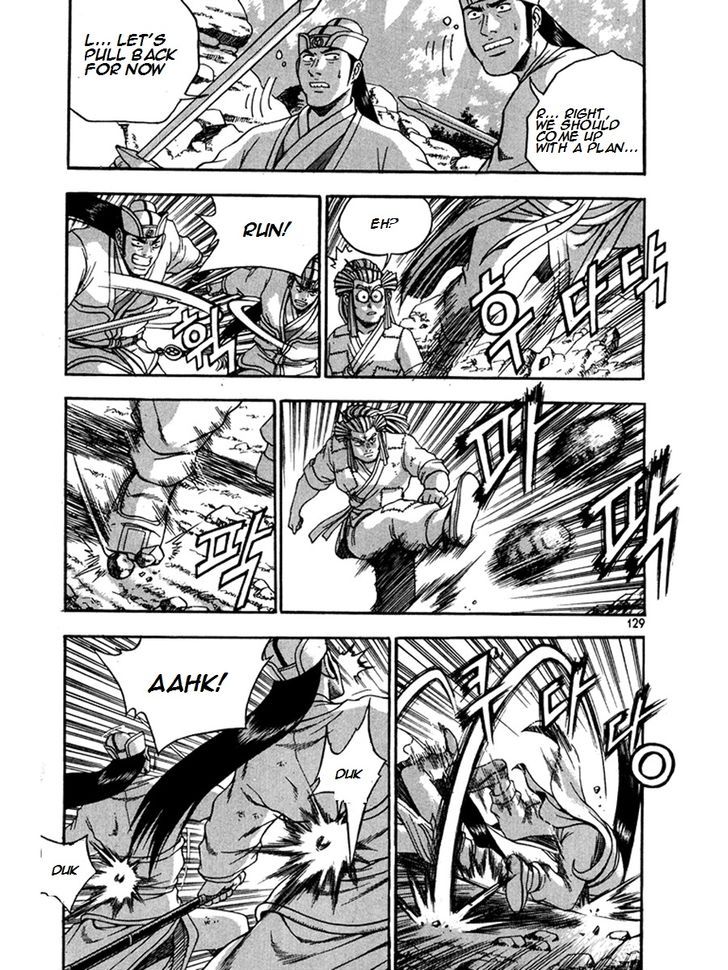 L... LET'S
PULL BACK
FOR NOW
R... RIGHT,
WE SHOULD
COME UP
WITH A PLAN...
RUN!
휙
EH?
후다닥
팍
파
팍
129
AAHK!
DUK
DUK
쿠다당